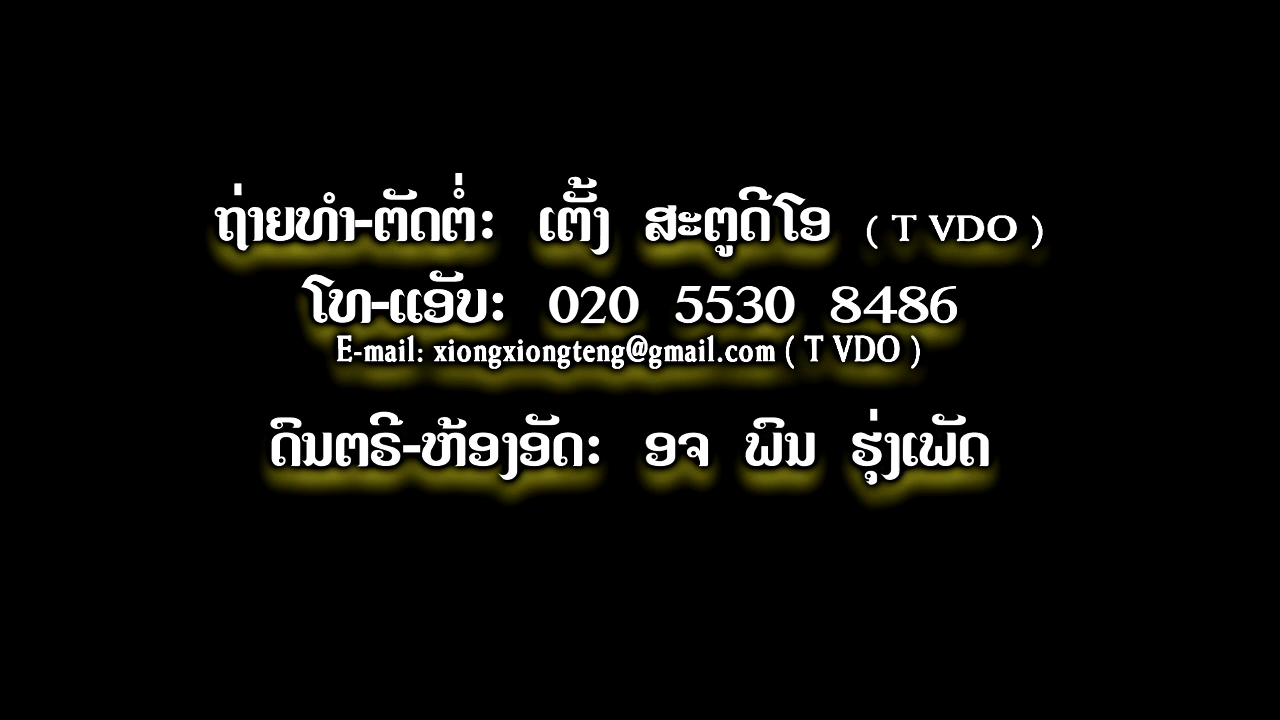 ຖ່າຍທຳ-ຕັດຕໍ່: ເຕັ້ງ ສະຕູດີໂອ ( T VDO )
ໂທ-ແອັບ: 020 5530 8486
E-mail: xiongxiongteng@gmail.com ( T VDO )
ດົນຕຣີ-ຫ້ອງອັດ: ອຈ ພົນ ຮຸ່ງເພັດ